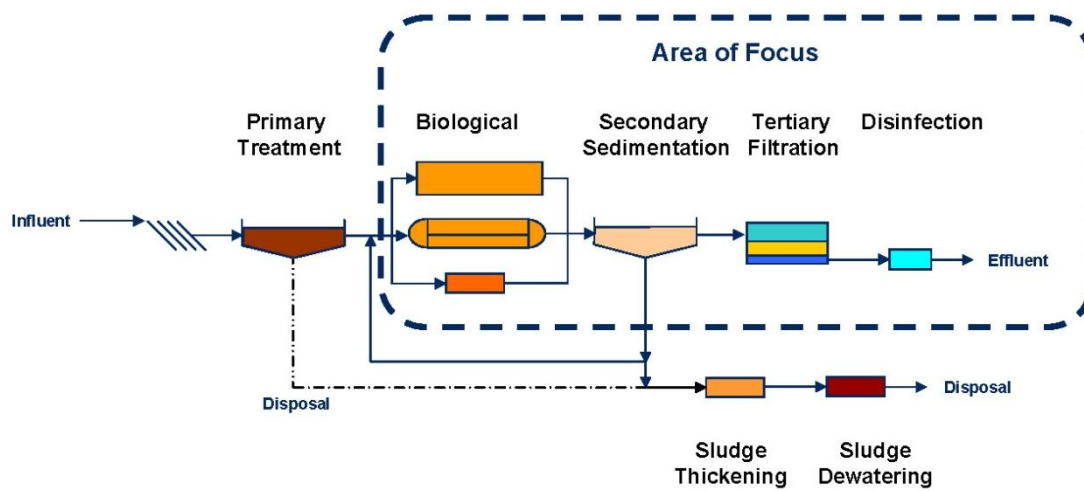 Area of Focus
Primary
Treatment
Biological
Secondary
Sedimentation
Tertiary
Filtration
Disinfection
Influent
Effluent
Disposal
Disposal
Sludge
Thickening
Sludge
Dewatering